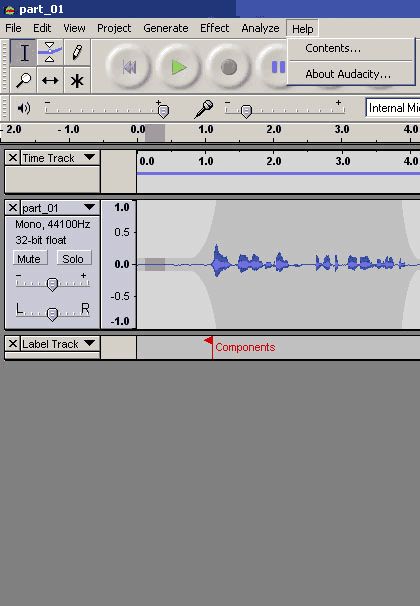 part_01
File Edit View Project Generate Effect Analyze Help
Contents...
About Audacity...
- + - +
Internal Mi
- 2.0 - 1.0 0 1.0 2.0 3.0 4.0
Time Track 0.0 1.0 2.0 3.0 4.0
part_01 1.0
Mono, 44100Hz
32-bit float 0.5
Mute Solo 0.0
- +
-0.5
L R
-1.0
Label Track
Components